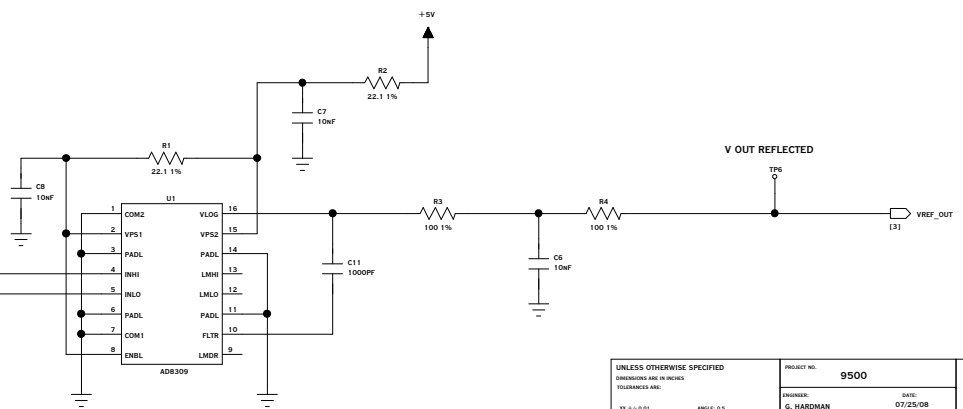 +5V
R2
22.1 1%
C7
10NF
R1
22.1 1%
C8
10NF
V OUT REFLECTED
TP6
U1
1 COM2 VLOG 16
2 VPS1 VPS2 15
3 PADL PADL 14
4 INHI LMHI 13
5 INLO LMLO 12
6 PADL PADL 11
7 COM1 FLTR 10
8 ENBL LMDR 9
AD8309
R3
100 1%
R4
100 1%
VREF_OUT
[3]
C11
1000PF
C6
10NF
UNLESS OTHERWISE SPECIFIED
DIMENSIONS ARE IN INCHES
TOLERANCES ARE:
PROJECT NO.
9500
ENGINEER:
G. HARDMAN
DATE:
07/25/08